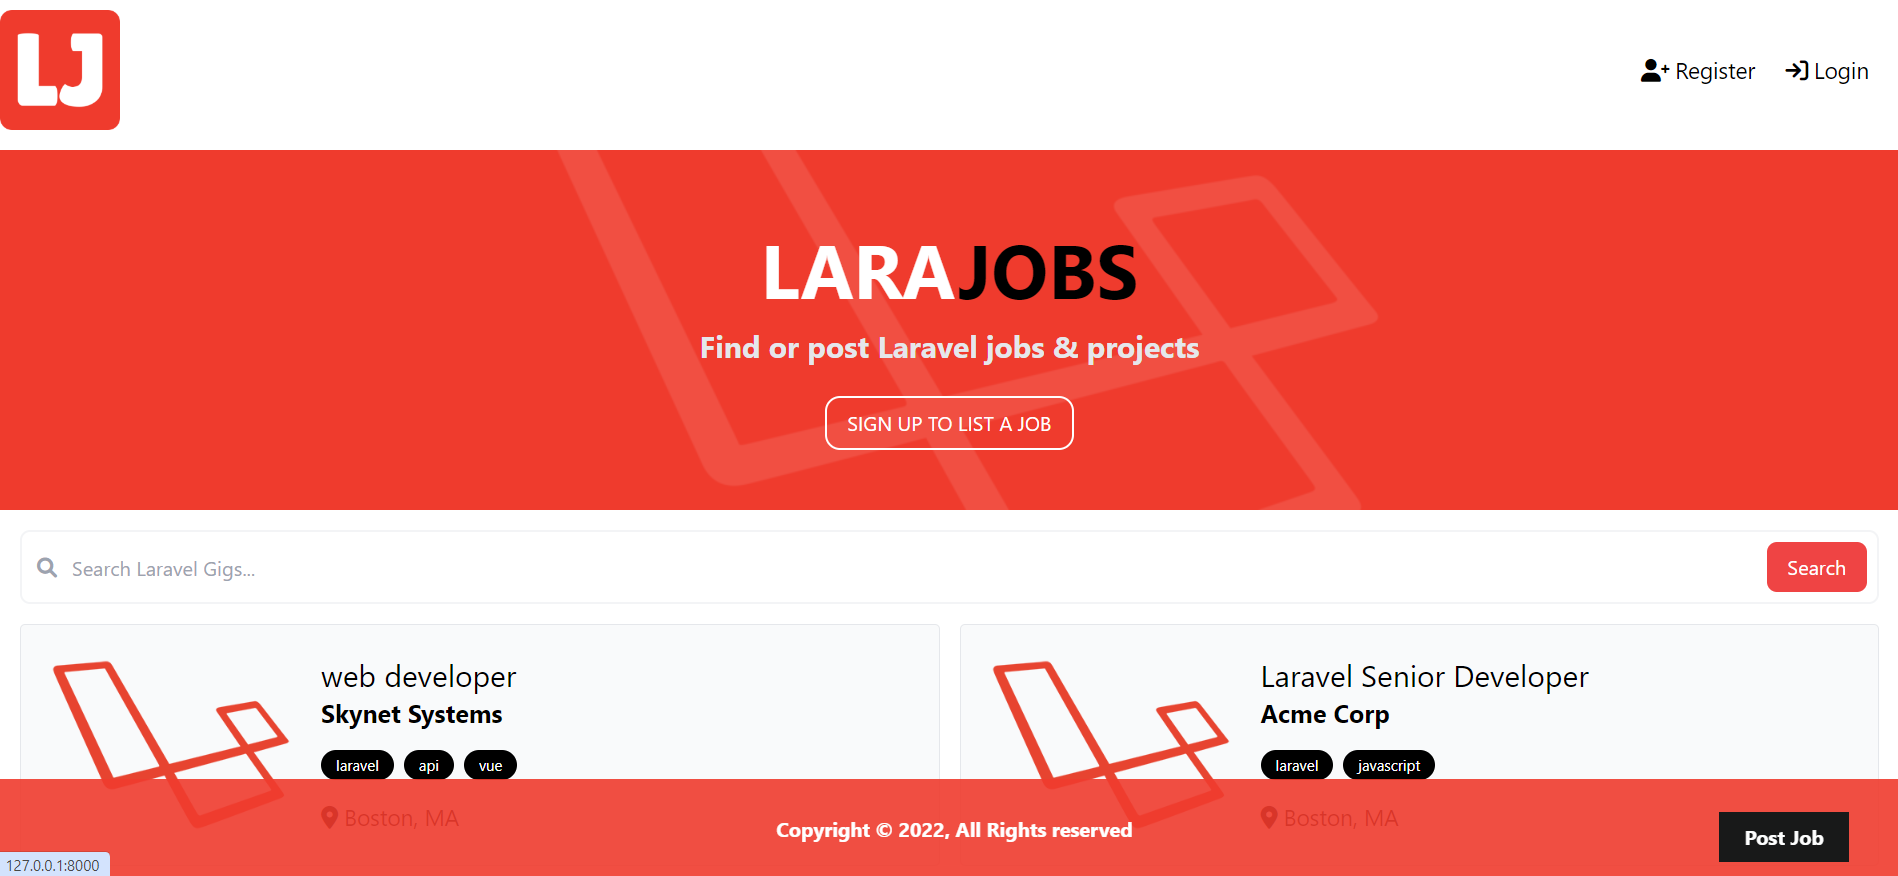 LJ
Register Login
LARAJOBS
Find or post Laravel jobs & projects
SIGN UP TO LIST A JOB
Search Laravel Gigs...
Search
web developer
Skynet Systems
laravel api vue
Boston, MA
Laravel Senior Developer
Acme Corp
laravel javascript
Boston, MA
Copyright © 2022, All Rights reserved
Post Job
127.0.0.1:8000